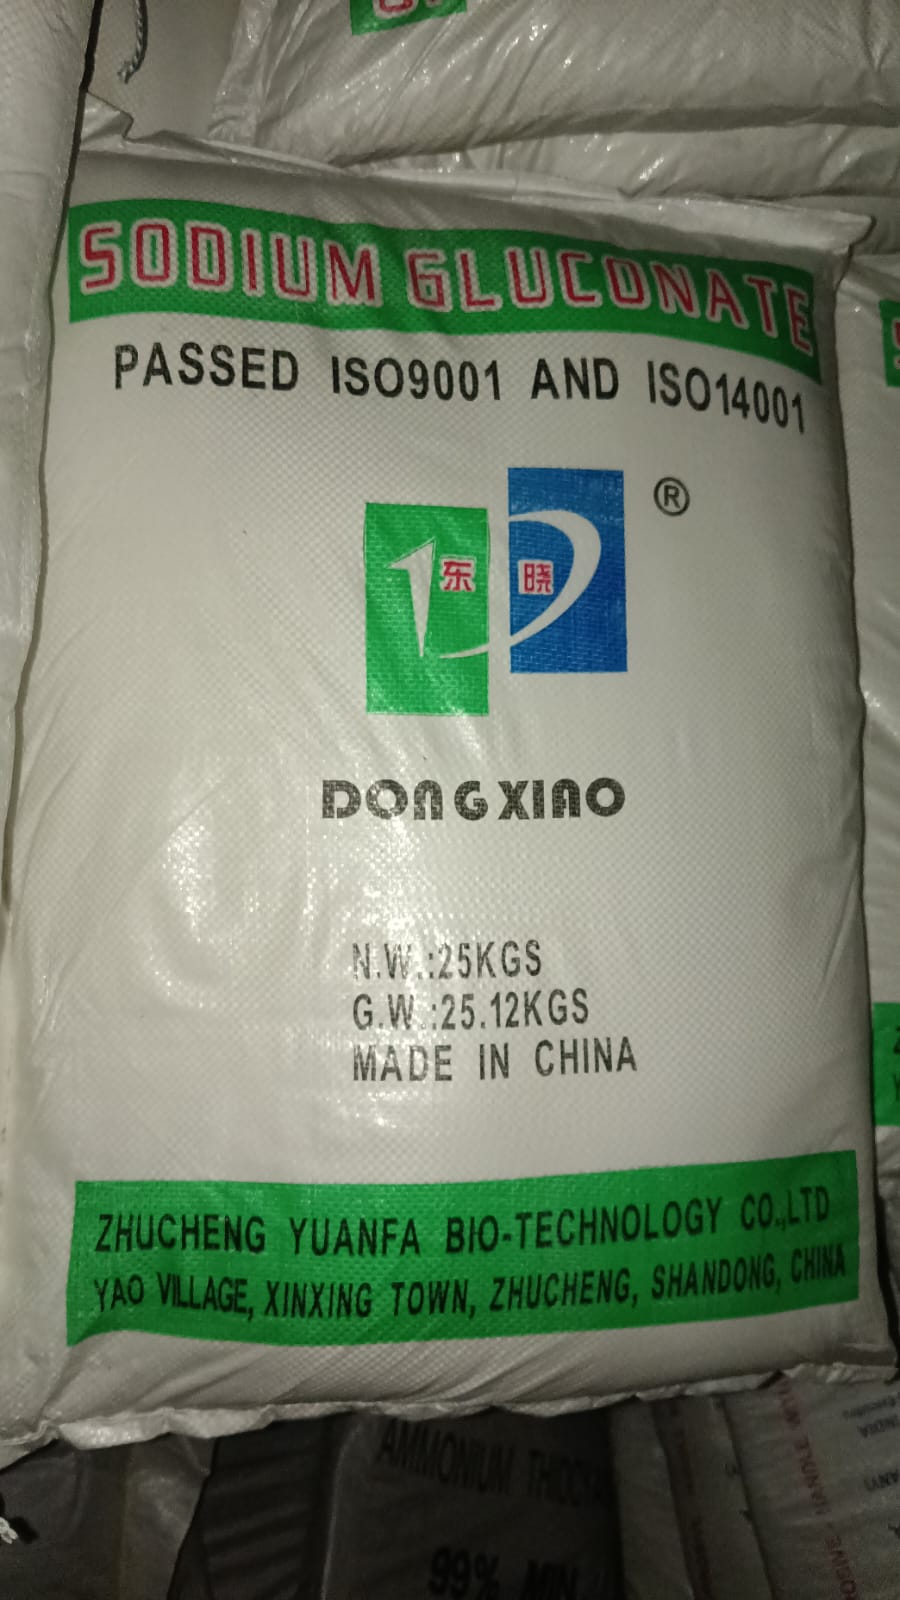 SODIUM GLUCONATE
PASSED ISO9001 AND ISO14001
®
东 晓
DONGXIAO
N.W.:25KGS
G.W.:25.12KGS
MADE IN CHINA
ZHUCHENG YUANFA BIO-TECHNOLOGY CO.,LTD
YAO VILLAGE, XINXING TOWN, ZHUCHENG, SHANDONG, CHINA
AMMONIUM
99% MIN